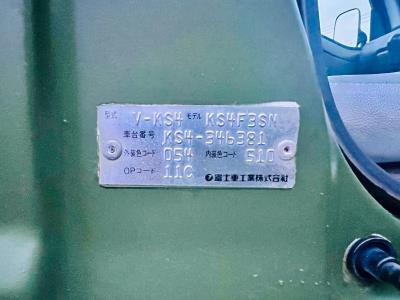 型式 V-KS4 モデル KS4F3SN
車台番号 KS4-346381
外装色コード 054 内装色コード 510
OPコード 11C 富士重工業株式会社